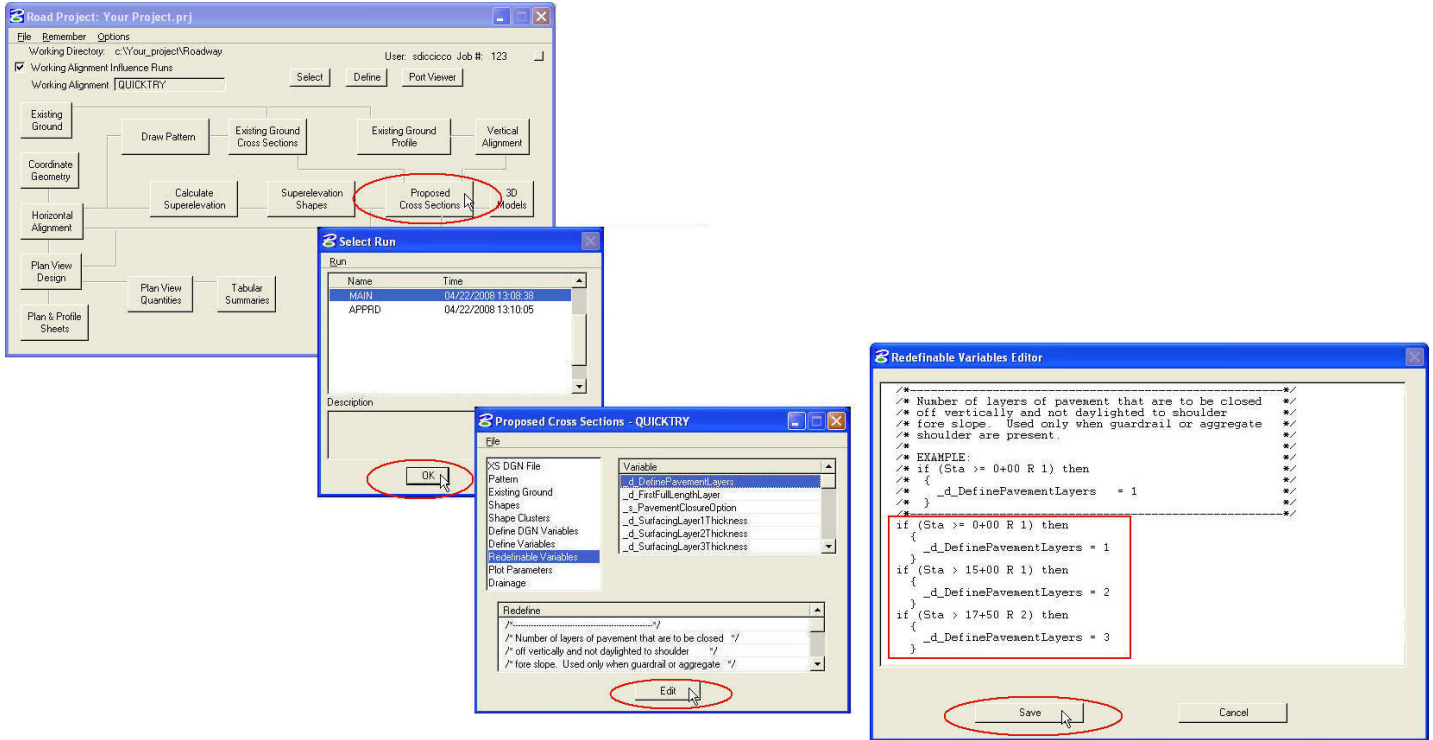 Road Project: Your Project.prj
File Remember Options
Working Directory: c:\Your_project\Roadway
User: sdiccicco Job #: 123
Working Alignment Influence Runs
Working Alignment QUICKTRY
Select Define Port Viewer
Existing
Ground
Draw Pattern
Existing Ground
Cross Sections
Existing Ground
Profile
Vertical
Alignment
Coordinate
Geometry
Calculate
Superelevation
Superelevation
Shapes
Proposed
Cross Sections
3D
Models
Horizontal
Alignment
Plan View
Design
Plan View
Quantities
Tabular
Summaries
Plan & Profile
Sheets
Select Run
Run
Name Time
MAIN 04/22/2008 13:08:38
APPRD 04/22/2008 13:10:05
Description
OK
Proposed Cross Sections - QUICKTRY
File
XS DGN File
Pattern
Existing Ground
Shapes
Shape Clusters
Define DGN Variables
Define Variables
Redefinable Variables
Plot Parameters
Drainage
Variable
_d_DefinePavementLayers
_d_FirstFullLengthLayer
_s_PavementClosureOption
_d_SurfacingLayer1Thickness
_d_SurfacingLayer2Thickness
_d_SurfacingLayer3Thickness
Redefine
/*--------------------------------------------------*/
/* Number of layers of pavement that are to be closed */
/* off vertically and not daylighted to shoulder */
/* fore slope. Used only when guardrail or aggregate */
Edit
Redefinable Variables Editor
/*--------------------------------------------------*/
/* Number of layers of pavement that are to be closed */
/* off vertically and not daylighted to shoulder */
/* fore slope. Used only when guardrail or aggregate */
/* shoulder are present. */
/* */
/* EXAMPLE: */
/* if (Sta >= 0+00 R 1) then */
/* { */
/* _d_DefinePavementLayers = 1 */
/* } */
/*--------------------------------------------------*/
if (Sta >= 0+00 R 1) then
{
_d_DefinePavementLayers = 1
}
if (Sta > 15+00 R 1) then
{
_d_DefinePavementLayers = 2
}
if (Sta > 17+50 R 2) then
{
_d_DefinePavementLayers = 3
}
Save Cancel